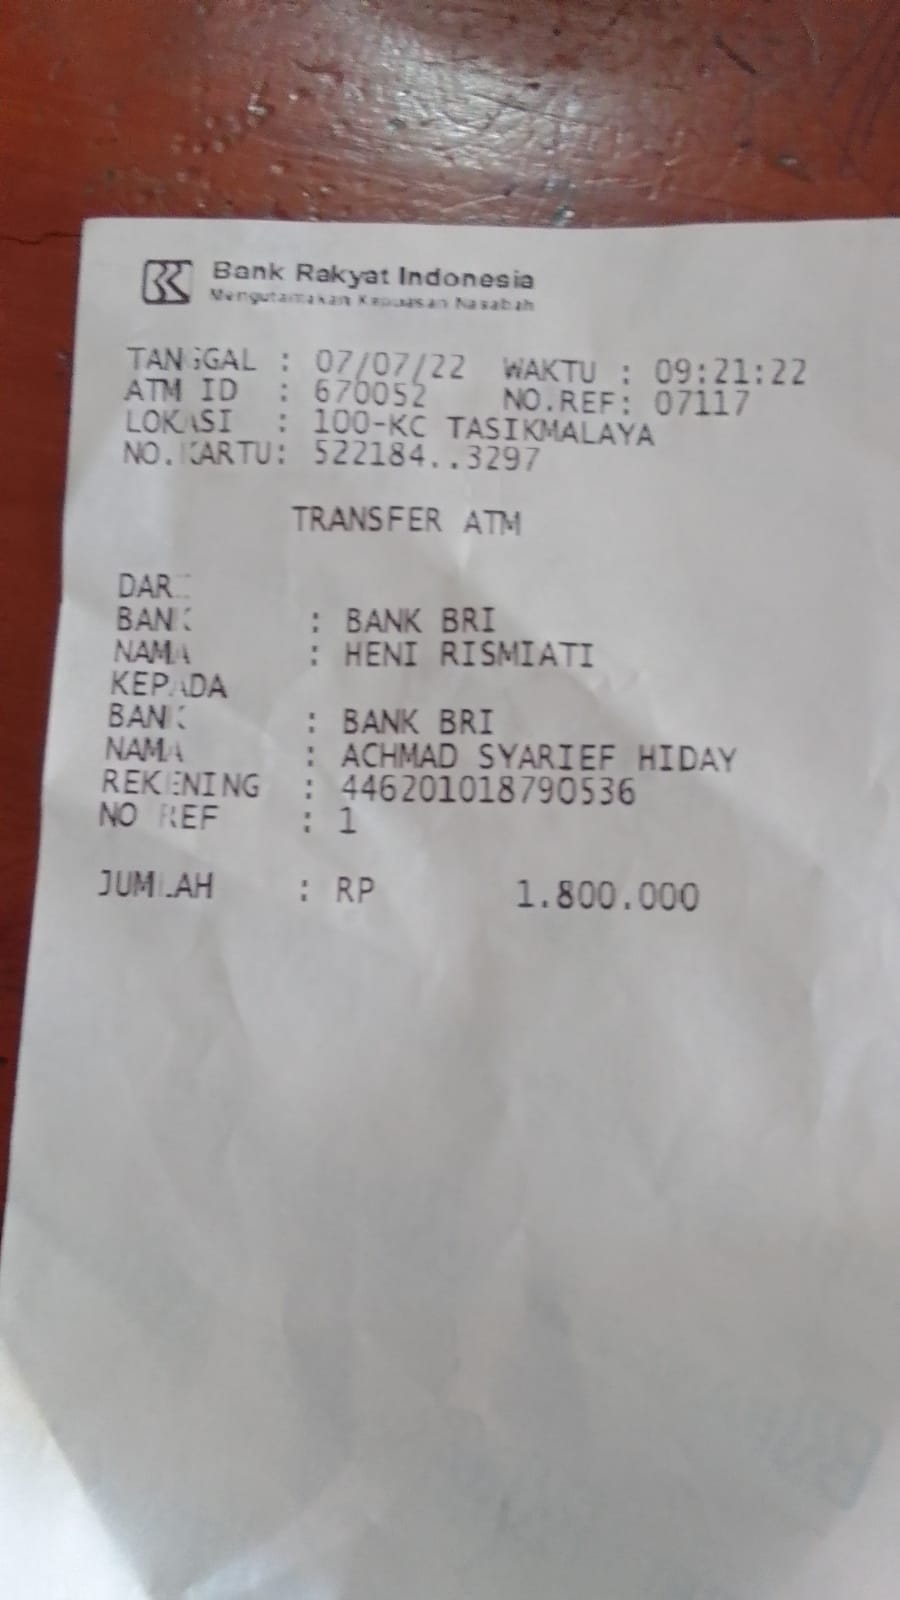 Bank Rakyat Indonesia
Mengutamakan Kepuasan Nasabah
TANGGAL : 07/07/22 WAKTU : 09:21:22
ATM ID : 670052 NO.REF: 07117
LOKASI : 100-KC TASIKMALAYA
NO.KARTU: 522184..3297
TRANSFER ATM
DARI
BANK : BANK BRI
NAMA : HENI RISMIATI
KEPADA
BANK : BANK BRI
NAMA : ACHMAD SYARIEF HIDAY
REKENING : 446201018790536
NO REF : 1
JUMLAH : RP 1.800.000